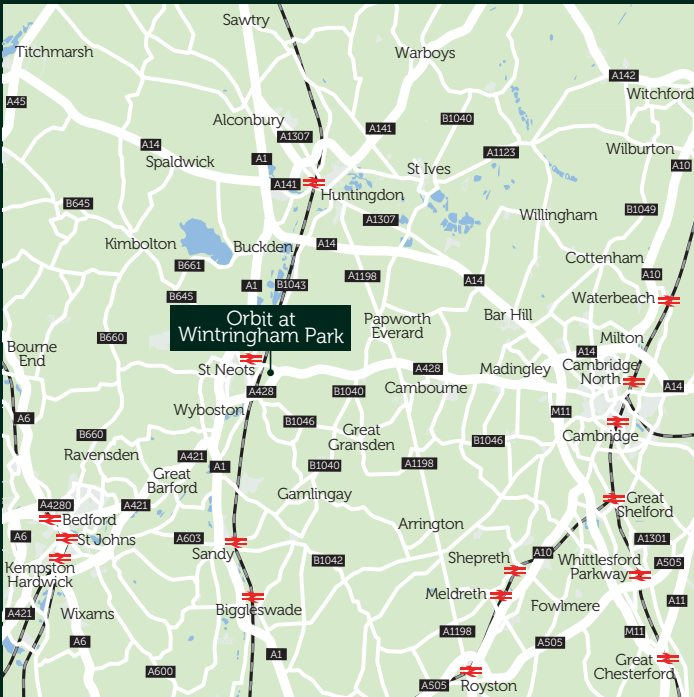 Sawtry
Titchmarsh
Warboys
A142
Witchford
A45
Alconbury
B1040
A1307
A141
A14
Spaldwick
A1
A1123
Wilburton
A10
St Ives
A141
Huntingdon
B645
B1049
A1307
Willingham
Kimbolton
Buckden
A14
Cottenham
B661
A1198
A14
A10
A1
B1043
B645
Waterbeach
Orbit at
Wintringham Park
Papworth
Everard
Bar Hill
B660
Milton
Bourne
End
A14
St Neots
A428
Madingley
Cambridge
North
A14
A428
B1040
Cambourne
Wyboston
M11
A6
B1046
Great
Gransden
B660
B1046
Cambridge
Ravensden
A421
A1
B1040
A1198
Great
Barford
Gamlingay
Great
Shelford
A4280
A421
Bedford
Arrington
A6
St Johns
A603
A1301
Sandy
A10
B1042
Shepreth
Whittlesford
Parkway
A505
Kempston
Hardwick
Meldreth
A421
Wixams
Biggleswade
Fowlmere
A11
A1198
M11
A6
A505
A1
A600
Great
Chesterford
A505
Royston